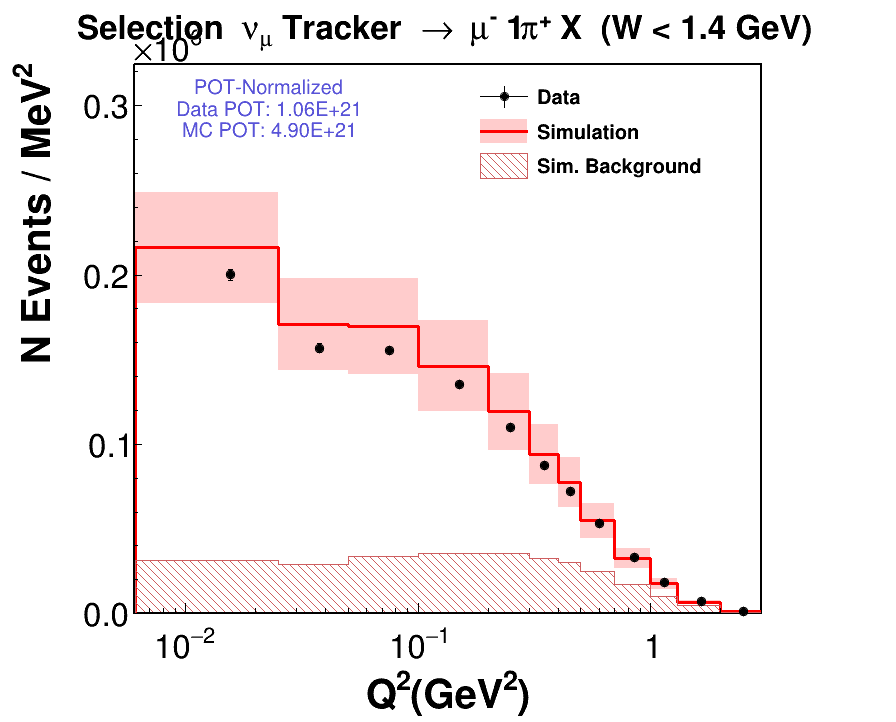 Selection ν_μ Tracker → μ⁻ 1π⁺ X (W < 1.4 GeV)
×10
POT-Normalized
Data POT: 1.06E+21
MC POT: 4.90E+21
Data
Simulation
Sim. Background
N Events / MeV²
0.3
0.2
0.1
0.0
10⁻²
10⁻¹
1
Q²(GeV²)